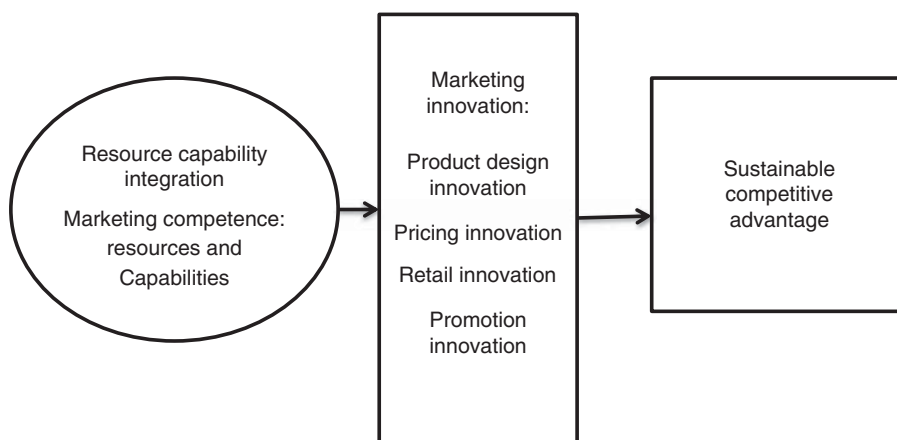 Resource capability
integration
Marketing competence:
resources and
Capabilities
Marketing
innovation:
Product design
innovation
Pricing innovation
Retail innovation
Promotion
innovation
Sustainable
competitive
advantage